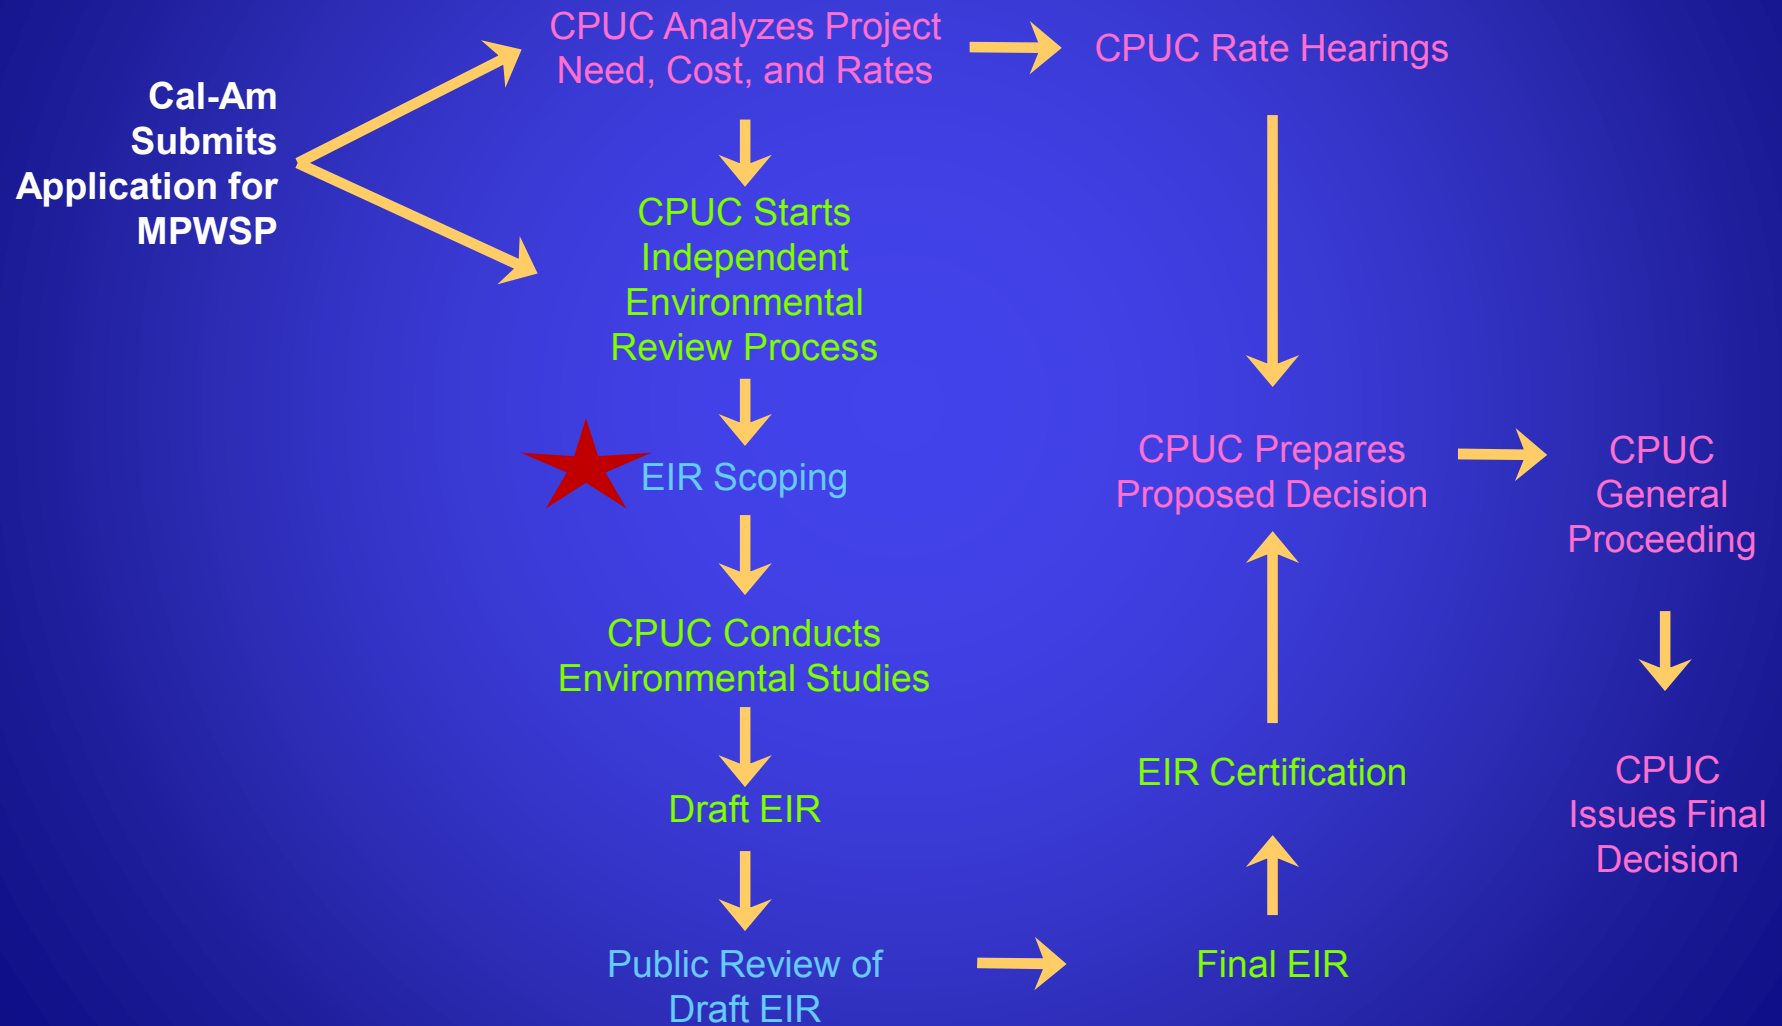 Cal-Am
Submits
Application for
MPWSP
CPUC Analyzes Project
Need, Cost, and Rates
CPUC Rate Hearings
CPUC Starts
Independent
Environmental
Review Process
EIR Scoping
CPUC Conducts
Environmental Studies
Draft EIR
Public Review of
Draft EIR
Final EIR
EIR Certification
CPUC Prepares
Proposed Decision
CPUC
General
Proceeding
CPUC
Issues Final
Decision